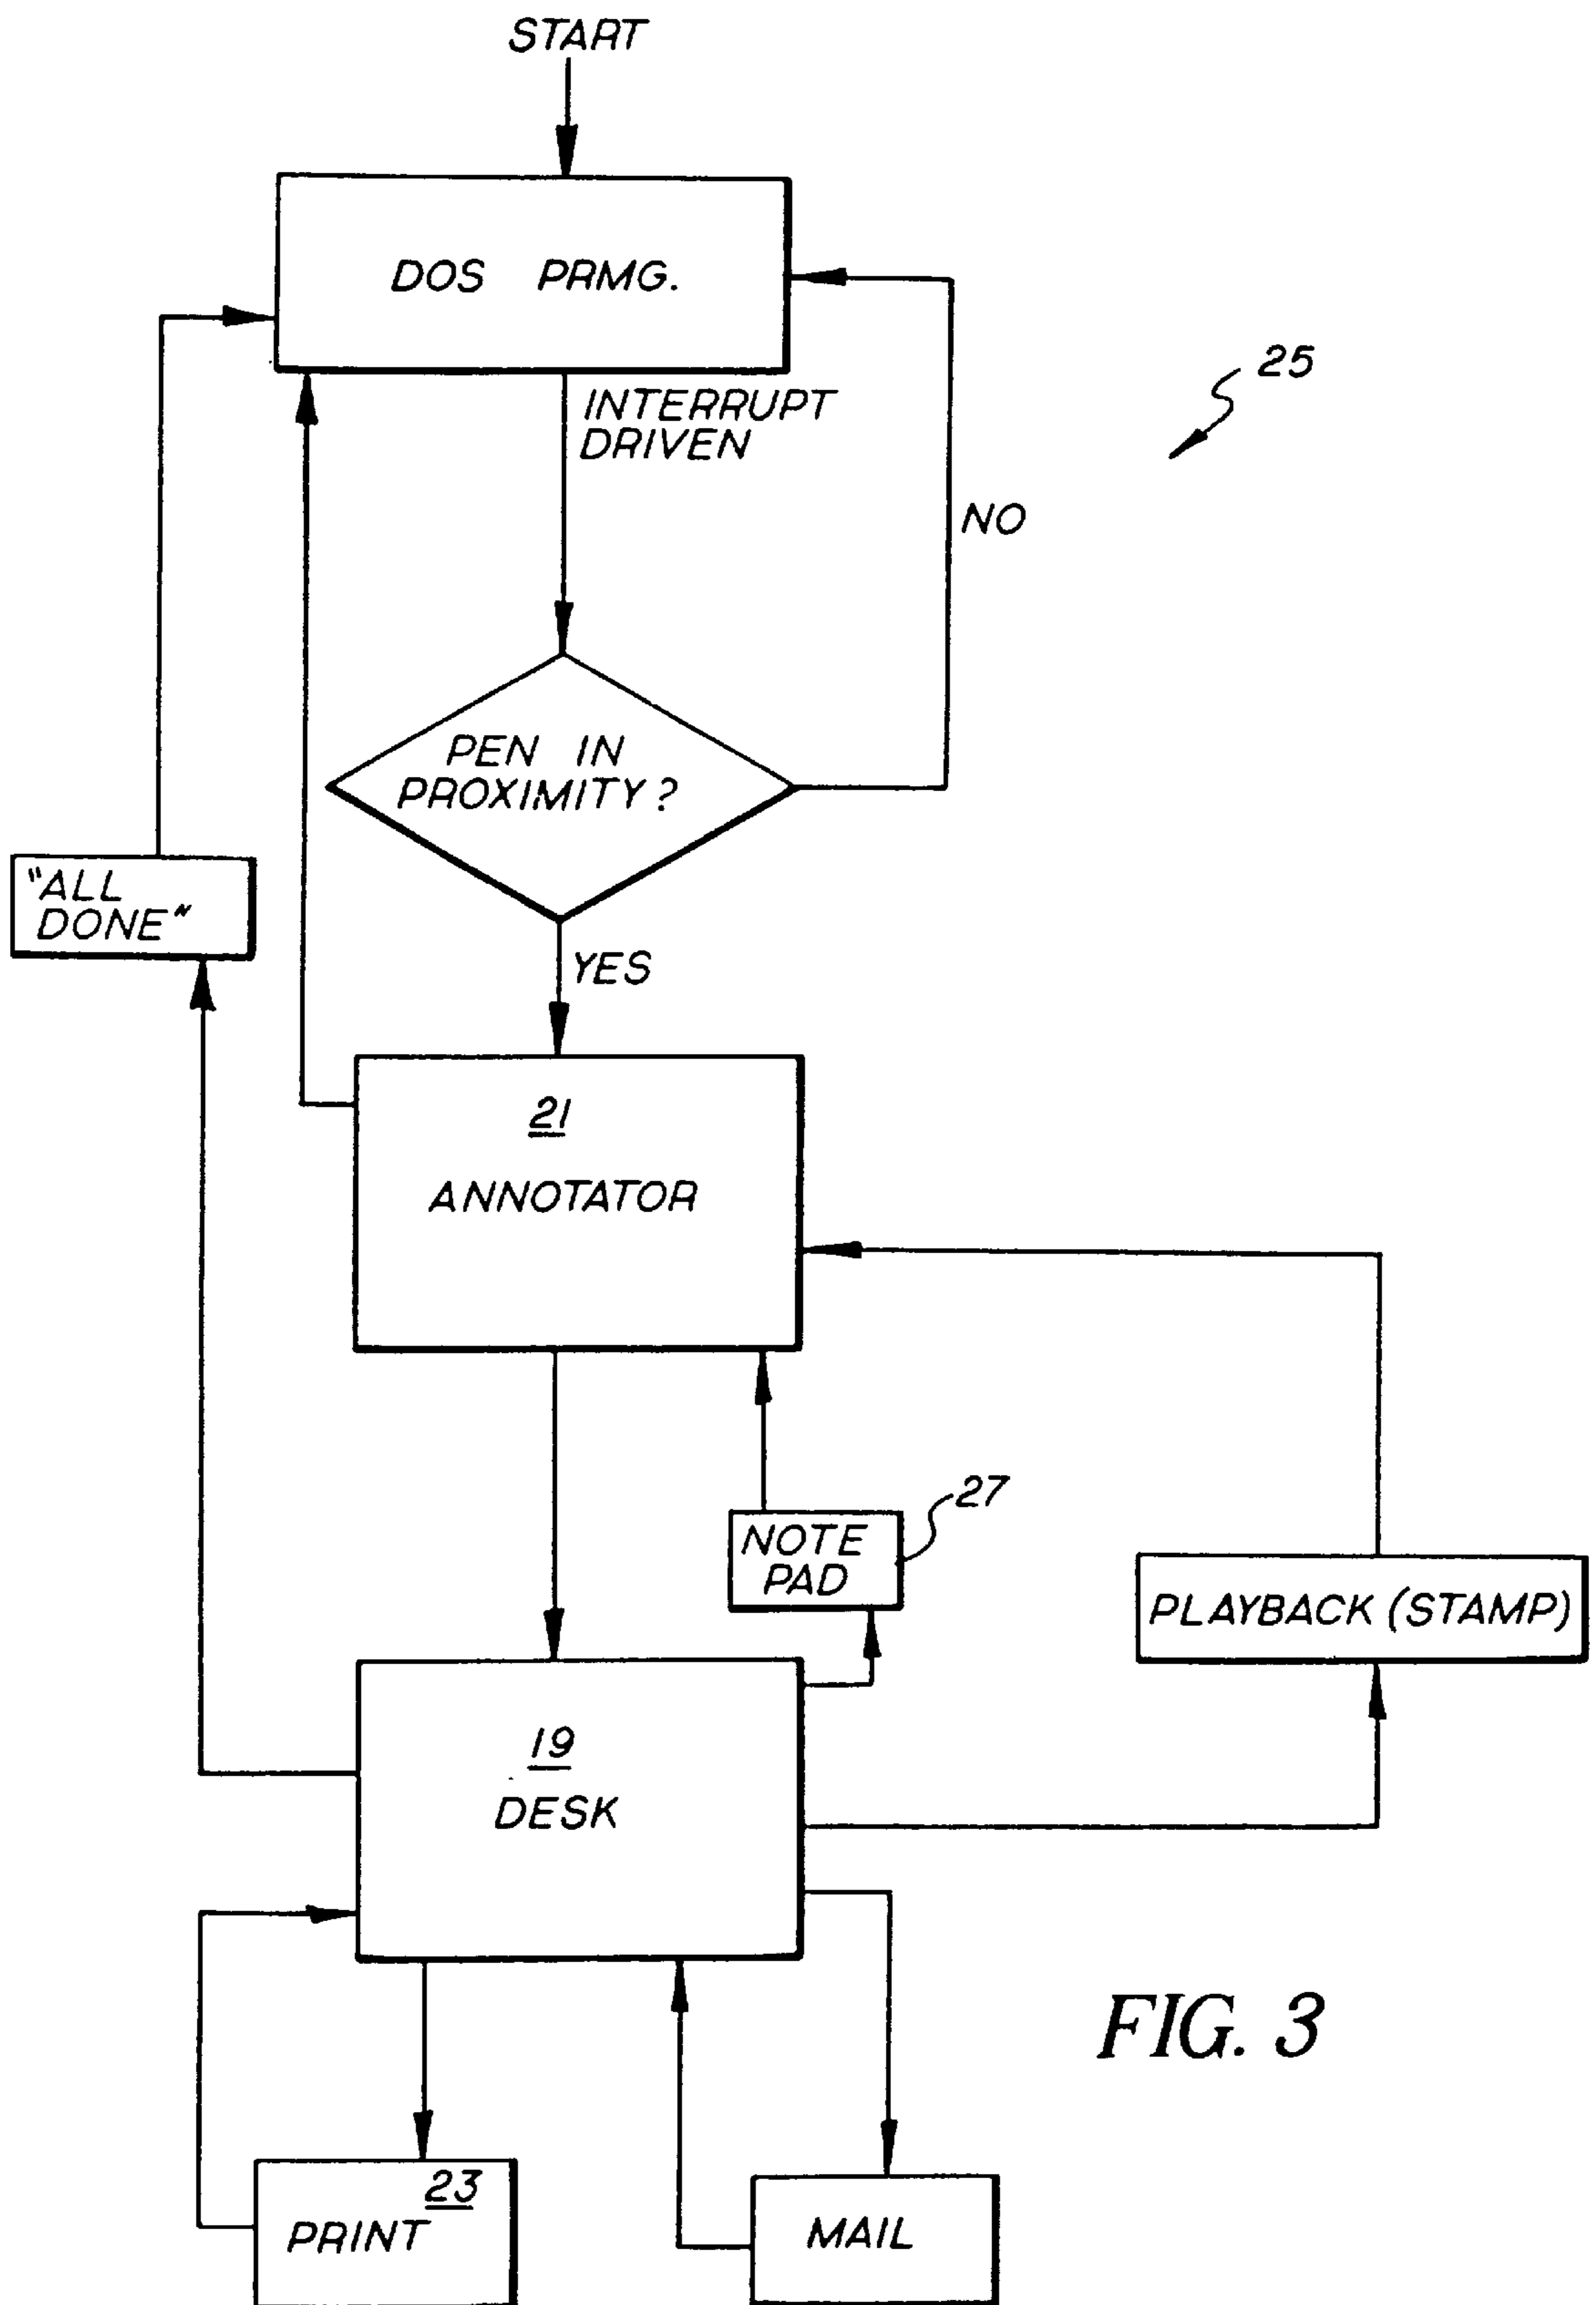 START
DOS PRMG.
25
INTERRUPT
DRIVEN
NO
PEN IN
PROXIMITY?
"ALL
DONE"
YES
21
ANNOTATOR
27
NOTE
PAD
PLAYBACK (STAMP)
19
DESK
FIG. 3
23
PRINT
MAIL